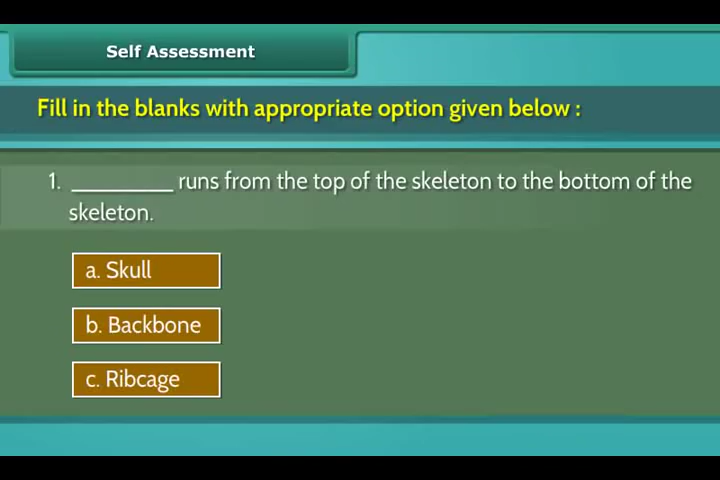 Self Assessment
Fill in the blanks with appropriate option given below :
1. _________ runs from the top of the skeleton to the bottom of the
skeleton.
a. Skull
b. Backbone
c. Ribcage